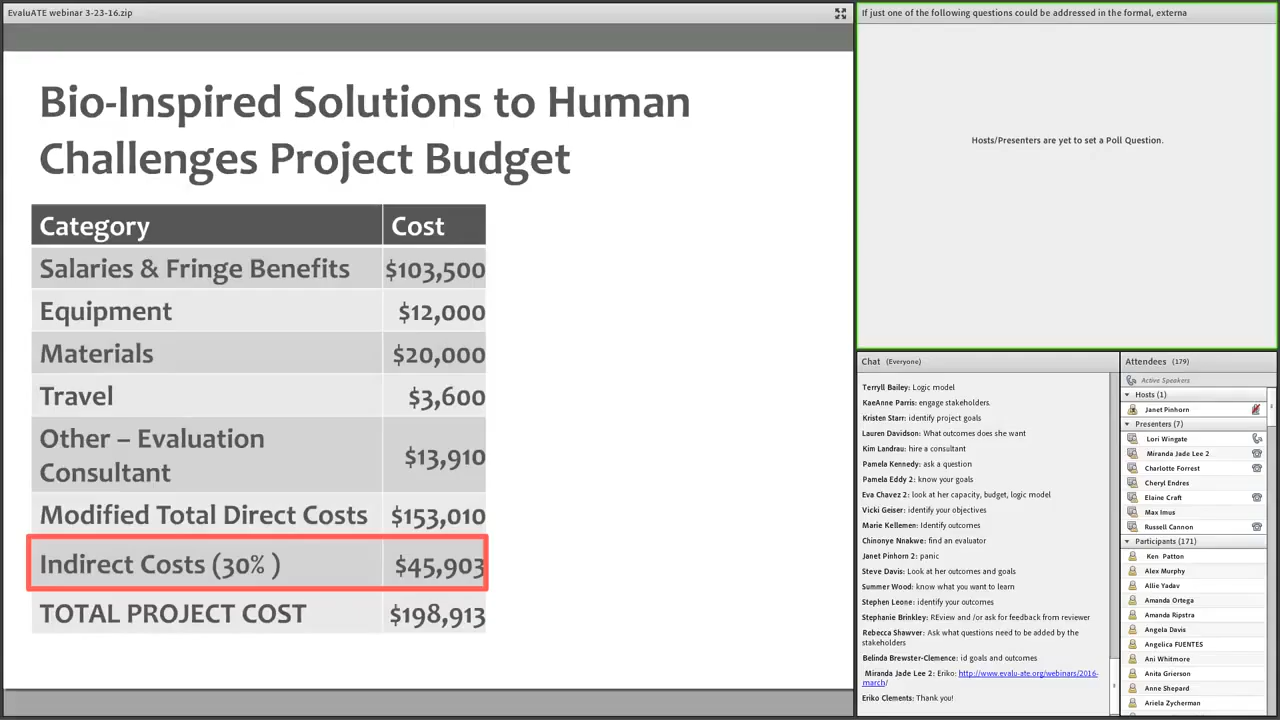 EvaluATE webinar 3-23-16.zip
Bio-Inspired Solutions to Human
Challenges Project Budget
Category Cost
Salaries & Fringe Benefits $103,500
Equipment $12,000
Materials $20,000
Travel $3,600
Other – Evaluation
Consultant $13,910
Modified Total Direct Costs $153,010
Indirect Costs (30% ) $45,903
TOTAL PROJECT COST $198,913
If just one of the following questions could be addressed in the formal, externa
Hosts/Presenters are yet to set a Poll Question.
Chat (Everyone)
Terryll Bailey: Logic model
KaeAnne Parris: engage stakeholders.
Kristen Starr: identify project goals
Lauren Davidson: What outcomes does she want
Kim Landrau: hire a consultant
Pamela Kennedy: ask a question
Pamela Eddy 2: know your goals
Eva Chavez 2: look at her capacity, budget, logic model
Vicki Geiser: identify your objectives
Marie Kellemen: Identify outcomes
Chinonye Nnakwe: find an evaluator
Janet Pinhorn 2: panic
Steve Davis: Look at her outcomes and goals
Summer Wood: know what you want to learn
Stephen Leone: identify your outcomes
Stephanie Brinkley: REview and /or ask for feedback from reviewer
Rebecca Shawver: Ask what questions need to be added by the
stakeholders
Belinda Brewster-Clemence: id goals and outcomes
Miranda Jade Lee 2: Eriko: http://www.evalu-ate.org/webinars/2016-
march/
Eriko Clements: Thank you!
Attendees (179)
Active Speakers
Hosts (1)
Janet Pinhorn
Presenters (7)
Lori Wingate
Miranda Jade Lee 2
Charlotte Forrest
Cheryl Endres
Elaine Craft
Max Imus
Russell Cannon
Participants (171)
Ken Patton
Alex Murphy
Allie Yadav
Amanda Ortega
Amanda Ripstra
Angela Davis
Angelica FUENTES
Ani Whitmore
Anita Grierson
Anne Shepard
Ariela Zycherman